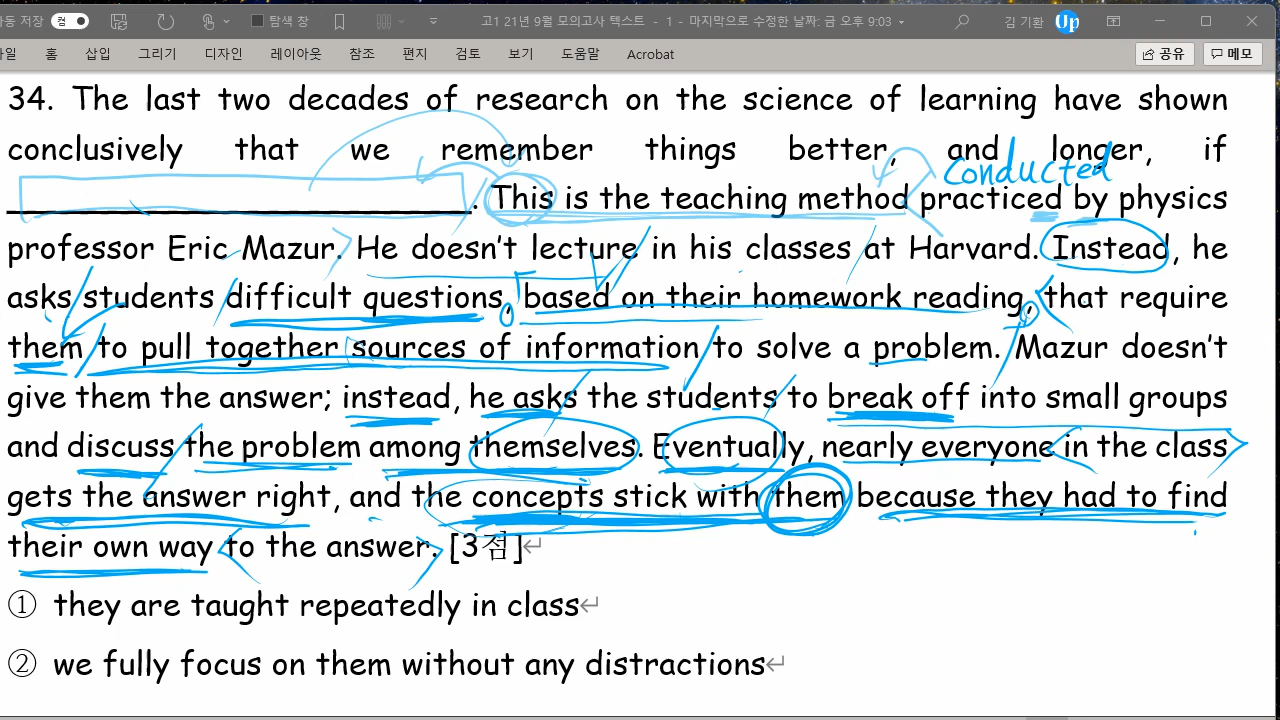 동 저장 컴 탐색 창 고1 21년 9월 모의고사 텍스트 - 1 - 마지막으로 수정한 날짜: 금 오후 9:03 김 기환 Up
일 홈 삽입 그리기 디자인 레이아웃 참조 편지 검토 보기 도움말 Acrobat 공유 메모
34. The last two decades of research on the science of learning have shown
conclusively that we remember things better, and longer, if
conducted
____________________. This is the teaching method practiced by physics
professor Eric Mazur. He doesn't lecture in his classes at Harvard. Instead, he
asks students difficult questions, based on their homework reading, that require
them to pull together sources of information to solve a problem. Mazur doesn't
give them the answer; instead, he asks the students to break off into small groups
and discuss the problem among themselves. Eventually, nearly everyone in the class
gets the answer right, and the concepts stick with them because they had to find
their own way to the answer. [3점]
① they are taught repeatedly in class
② we fully focus on them without any distractions